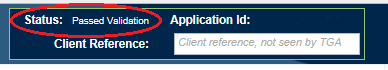 Status: Passed Validation Application Id:
Client Reference: Client reference, not seen by TGA